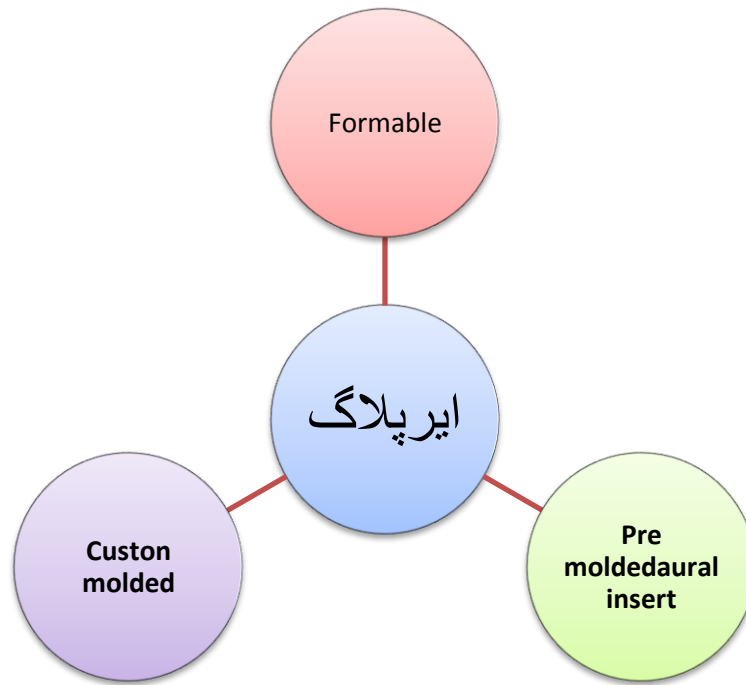 Formable
ایرپلاگ
Custon
molded
Pre
moldedaural
insert